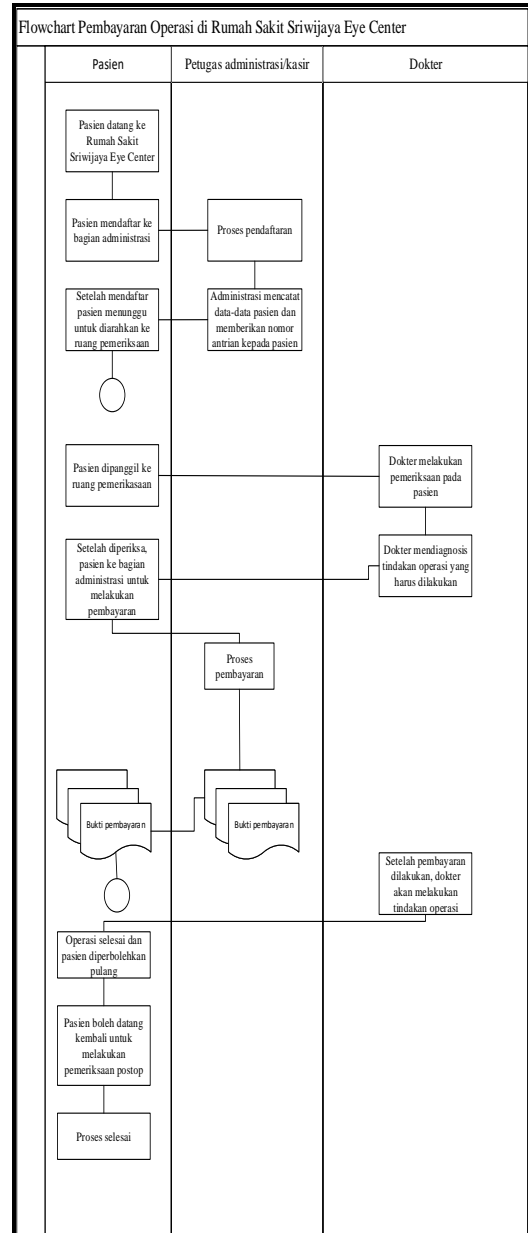 Flowchart Pembayaran Operasi di Rumah Sakit Sriwijaya Eye Center
Pasien
Petugas administrasi/kasir
Dokter
Pasien datang ke
Rumah Sakit
Sriwijaya Eye Center
Pasien mendaftar ke
bagian administrasi
Proses pendaftaran
Setelah mendaftar
pasien menunggu
untuk diarahkan ke
ruang pemeriksaan
Administrasi mencatat
data-data pasien dan
memberikan nomor
antrian kepada pasien
Pasien dipanggil ke
ruang pemerikasaan
Dokter melakukan
pemeriksaan pada
pasien
Setelah diperiksa,
pasien ke bagian
administrasi untuk
melakukan
pembayaran
Dokter mendiagnosis
tindakan operasi yang
harus dilakukan
Proses
pembayaran
Bukti pembayaran
Bukti pembayaran
Setelah pembayaran
dilakukan, dokter
akan melakukan
tindakan operasi
Operasi selesai dan
pasien diperbolehkan
pulang
Pasien boleh datang
kembali untuk
melakukan
pemeriksaan postop
Proses selesai